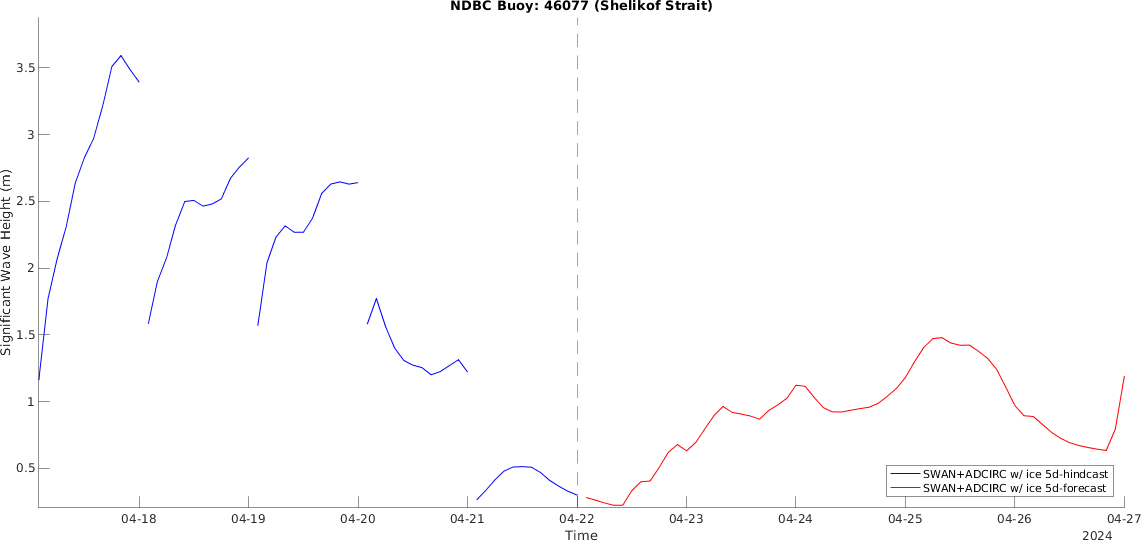 NDBC Buoy: 46077 (Shelikof Strait)
Significant Wave Height (m)
3.5
3
2.5
2
1.5
1
0.5
SWAN+ADCIRC w/ ice 5d-hindcast
SWAN+ADCIRC w/ ice 5d-forecast
04-18 04-19 04-20 04-21 04-22 04-23 04-24 04-25 04-26 04-27
Time
2024